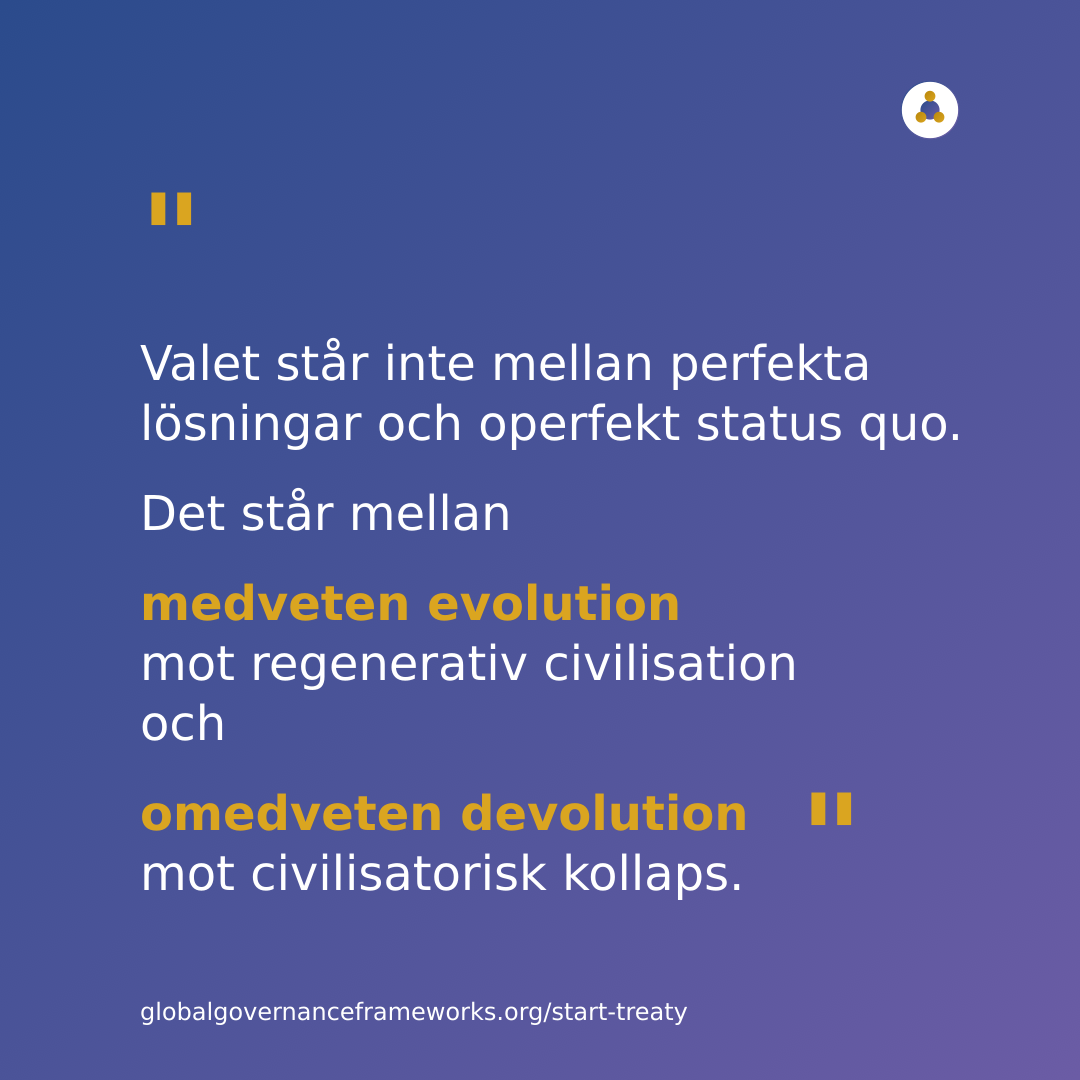 "
Valet står inte mellan perfekta
lösningar och operfekt status quo.
Det står mellan
medveten evolution
mot regenerativ civilisation
och
omedveten devolution "
mot civilisatorisk kollaps.
globalgovernanceframeworks.org/start-treaty